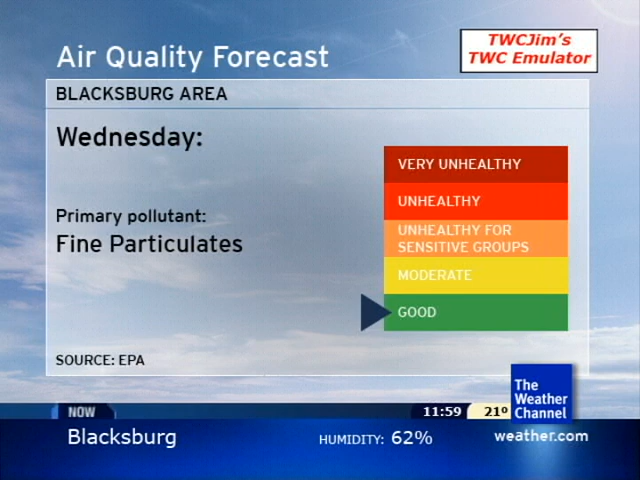 Air Quality Forecast
TWCJim's
TWC Emulator
BLACKSBURG AREA
Wednesday:
Primary pollutant:
Fine Particulates
VERY UNHEALTHY
UNHEALTHY
UNHEALTHY FOR
SENSITIVE GROUPS
MODERATE
GOOD
SOURCE: EPA
NOW
11:59
21º
The
Weather
Channel
Blacksburg
HUMIDITY: 62%
weather.com